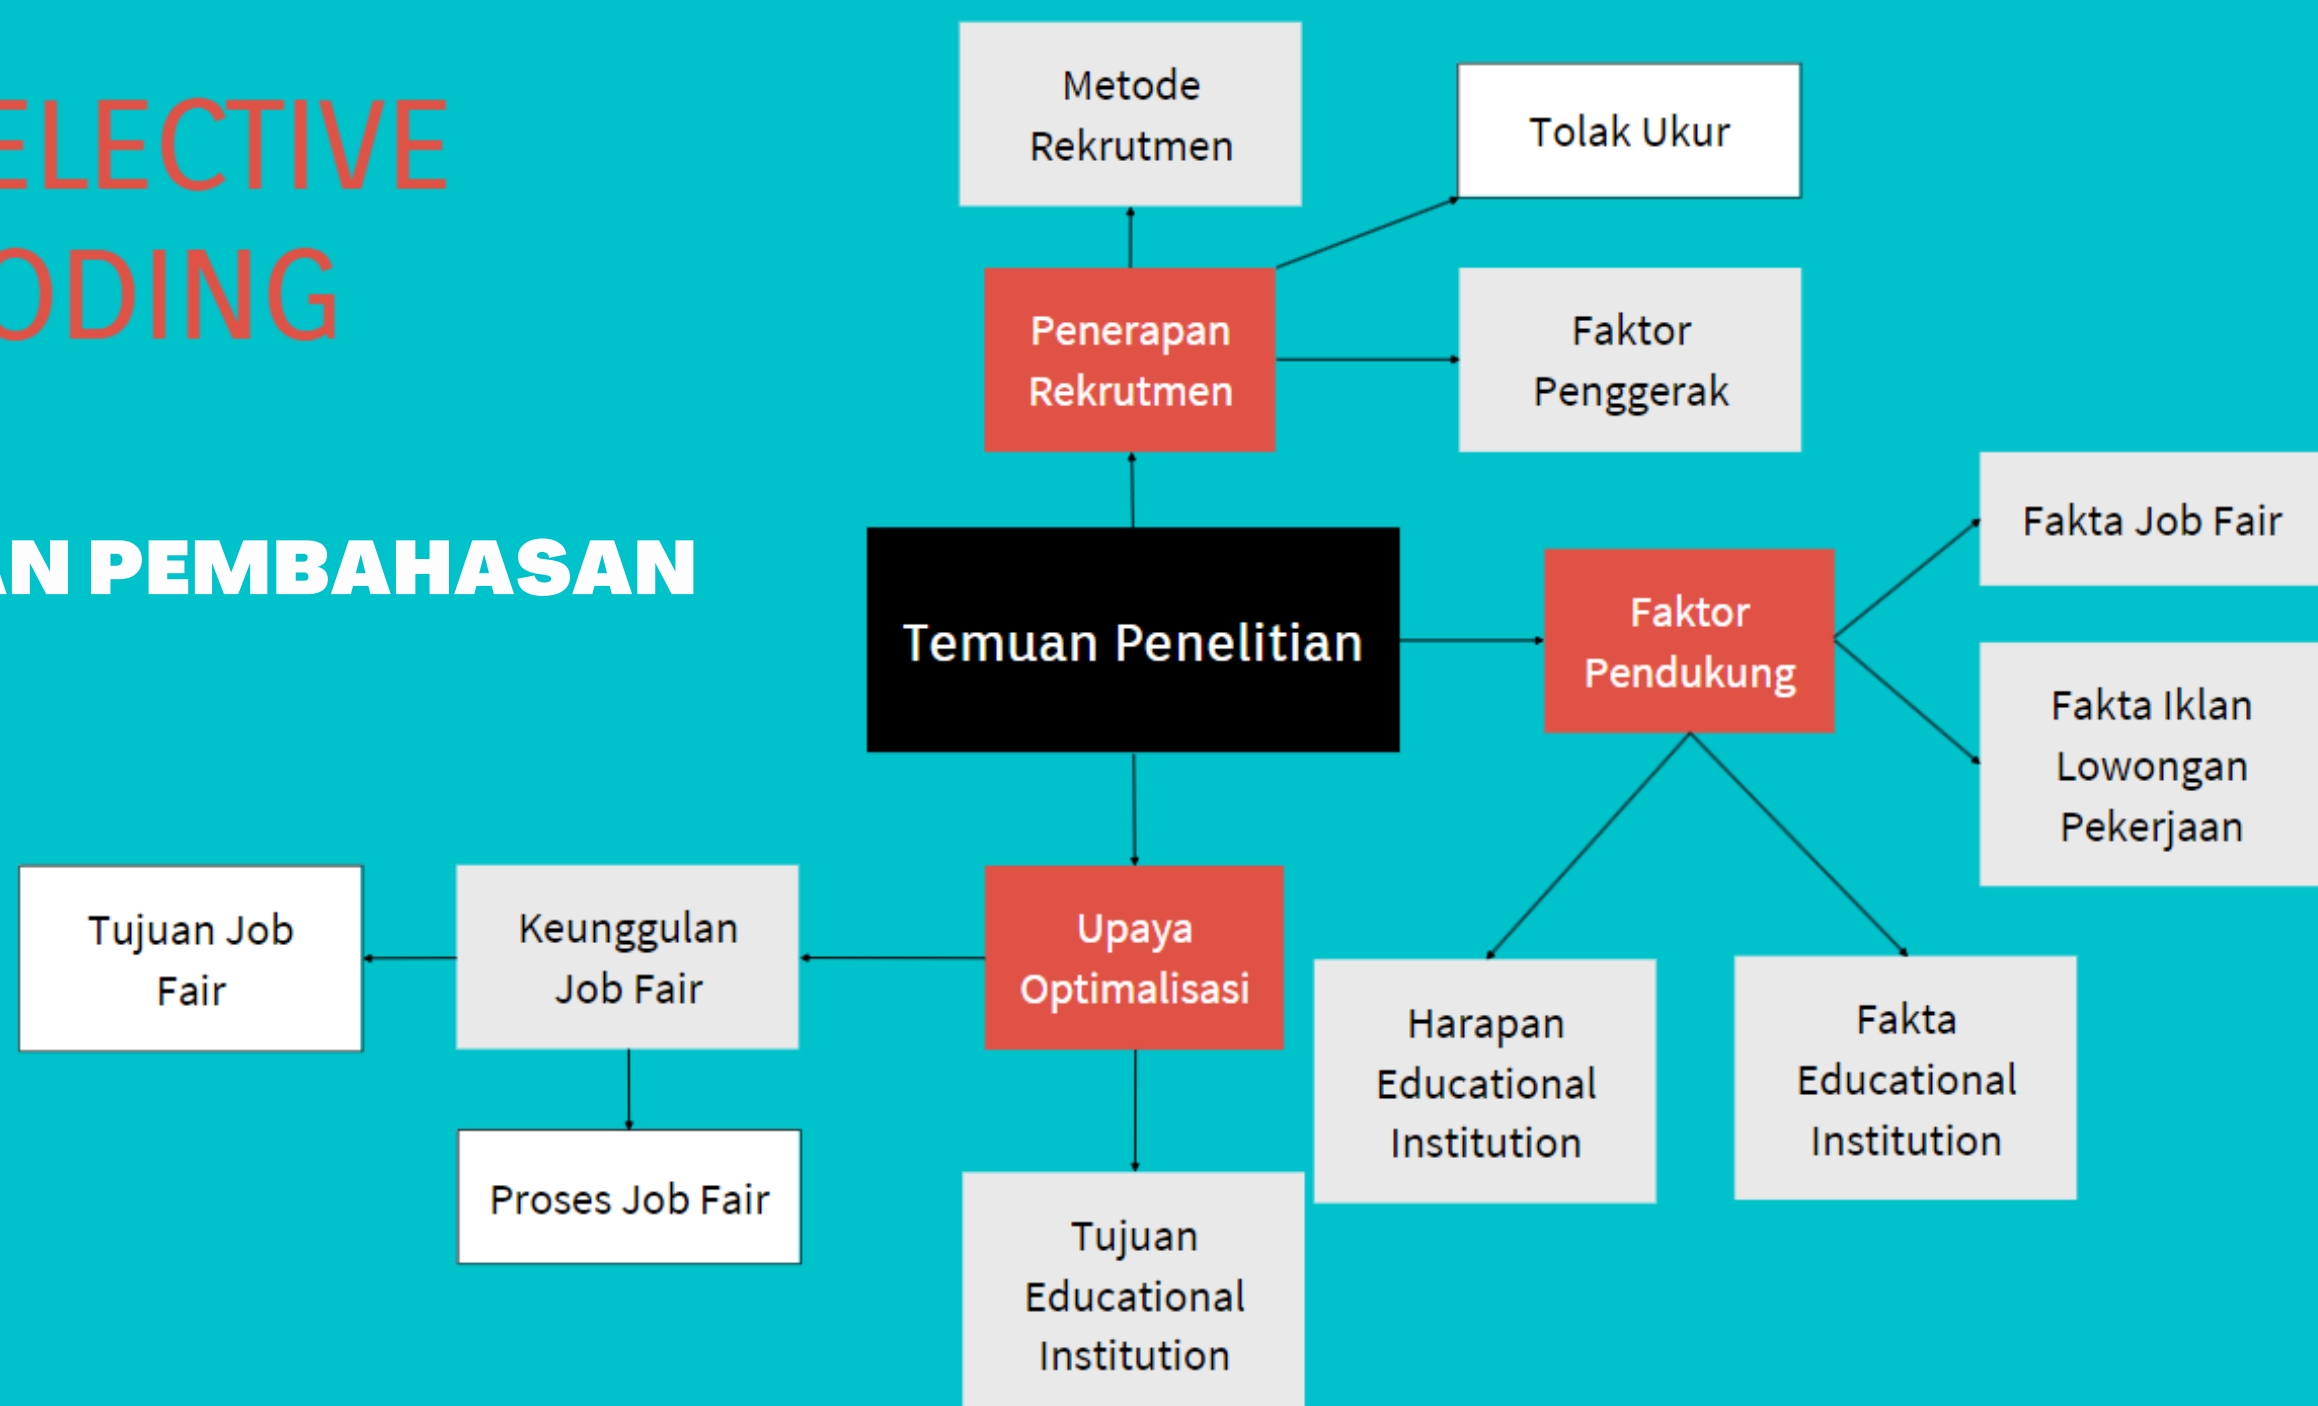 ELECTIVE
ODING
AN PEMBAHASAN
Metode
Rekrutmen
Tolak Ukur
Penerapan
Rekrutmen
Faktor
Penggerak
Temuan Penelitian
Faktor
Pendukung
Fakta Job Fair
Fakta Iklan
Lowongan
Pekerjaan
Tujuan Job
Fair
Keunggulan
Job Fair
Upaya
Optimalisasi
Harapan
Educational
Institution
Fakta
Educational
Institution
Proses Job Fair
Tujuan
Educational
Institution